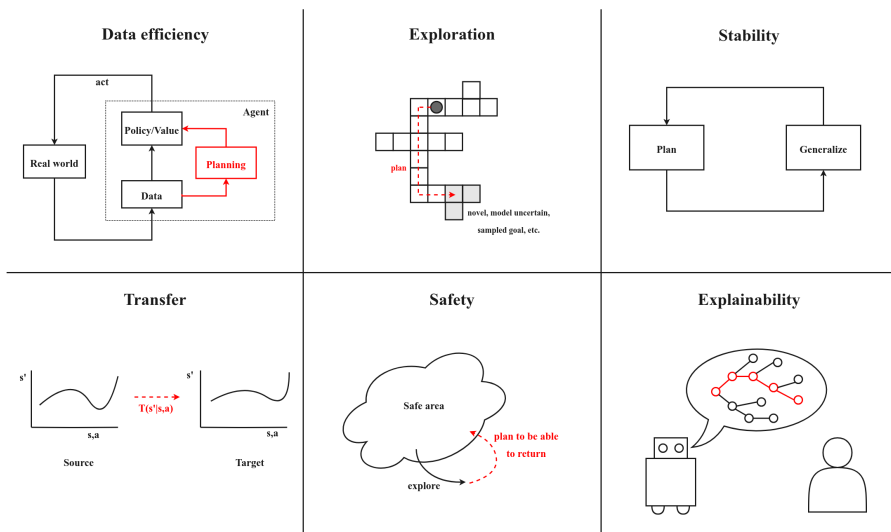 Data efficiency
act
Agent
Policy/Value
Real world
Planning
Data
Exploration
plan
novel, model uncertain,
sampled goal, etc.
Stability
Plan
Generalize
Transfer
s'
s,a
Source
T(s'|s,a)
s'
s,a
Target
Safety
Safe area
plan to be able
to return
explore
Explainability